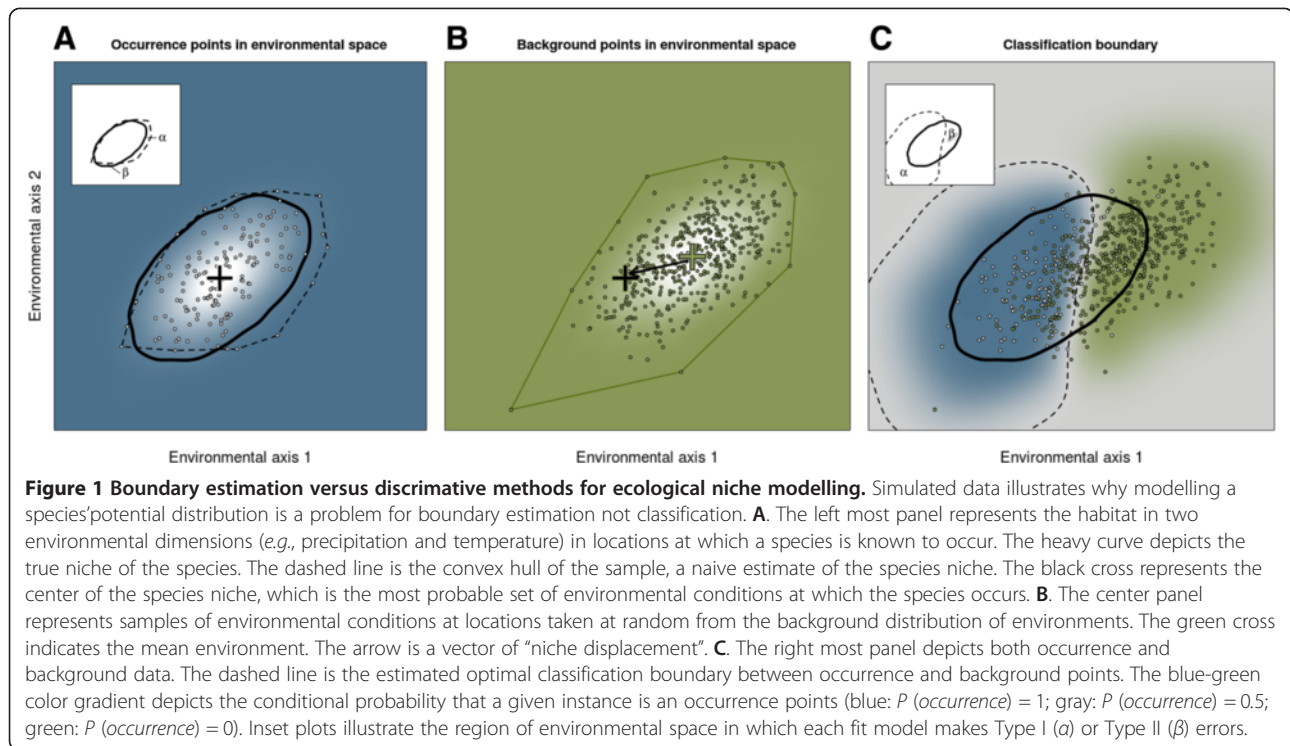 A Occurrence points in environmental space
B Background points in environmental space
C Classification boundary
α
β
α
β
Environmental axis 2
Environmental axis 1
Environmental axis 1
Environmental axis 1
Figure 1 Boundary estimation versus discrimative methods for ecological niche modelling. Simulated data illustrates why modelling a
species'potential distribution is a problem for boundary estimation not classification. A. The left most panel represents the habitat in two
environmental dimensions (e.g., precipitation and temperature) in locations at which a species is known to occur. The heavy curve depicts the
true niche of the species. The dashed line is the convex hull of the sample, a naive estimate of the species niche. The black cross represents the
center of the species niche, which is the most probable set of environmental conditions at which the species occurs. B. The center panel
represents samples of environmental conditions at locations taken at random from the background distribution of environments. The green cross
indicates the mean environment. The arrow is a vector of "niche displacement". C. The right most panel depicts both occurrence and
background data. The dashed line is the estimated optimal classification boundary between occurrence and background points. The blue-green
color gradient depicts the conditional probability that a given instance is an occurrence points (blue: P (occurrence) = 1; gray: P (occurrence) = 0.5;
green: P (occurrence) = 0). Inset plots illustrate the region of environmental space in which each fit model makes Type I (α) or Type II (β) errors.